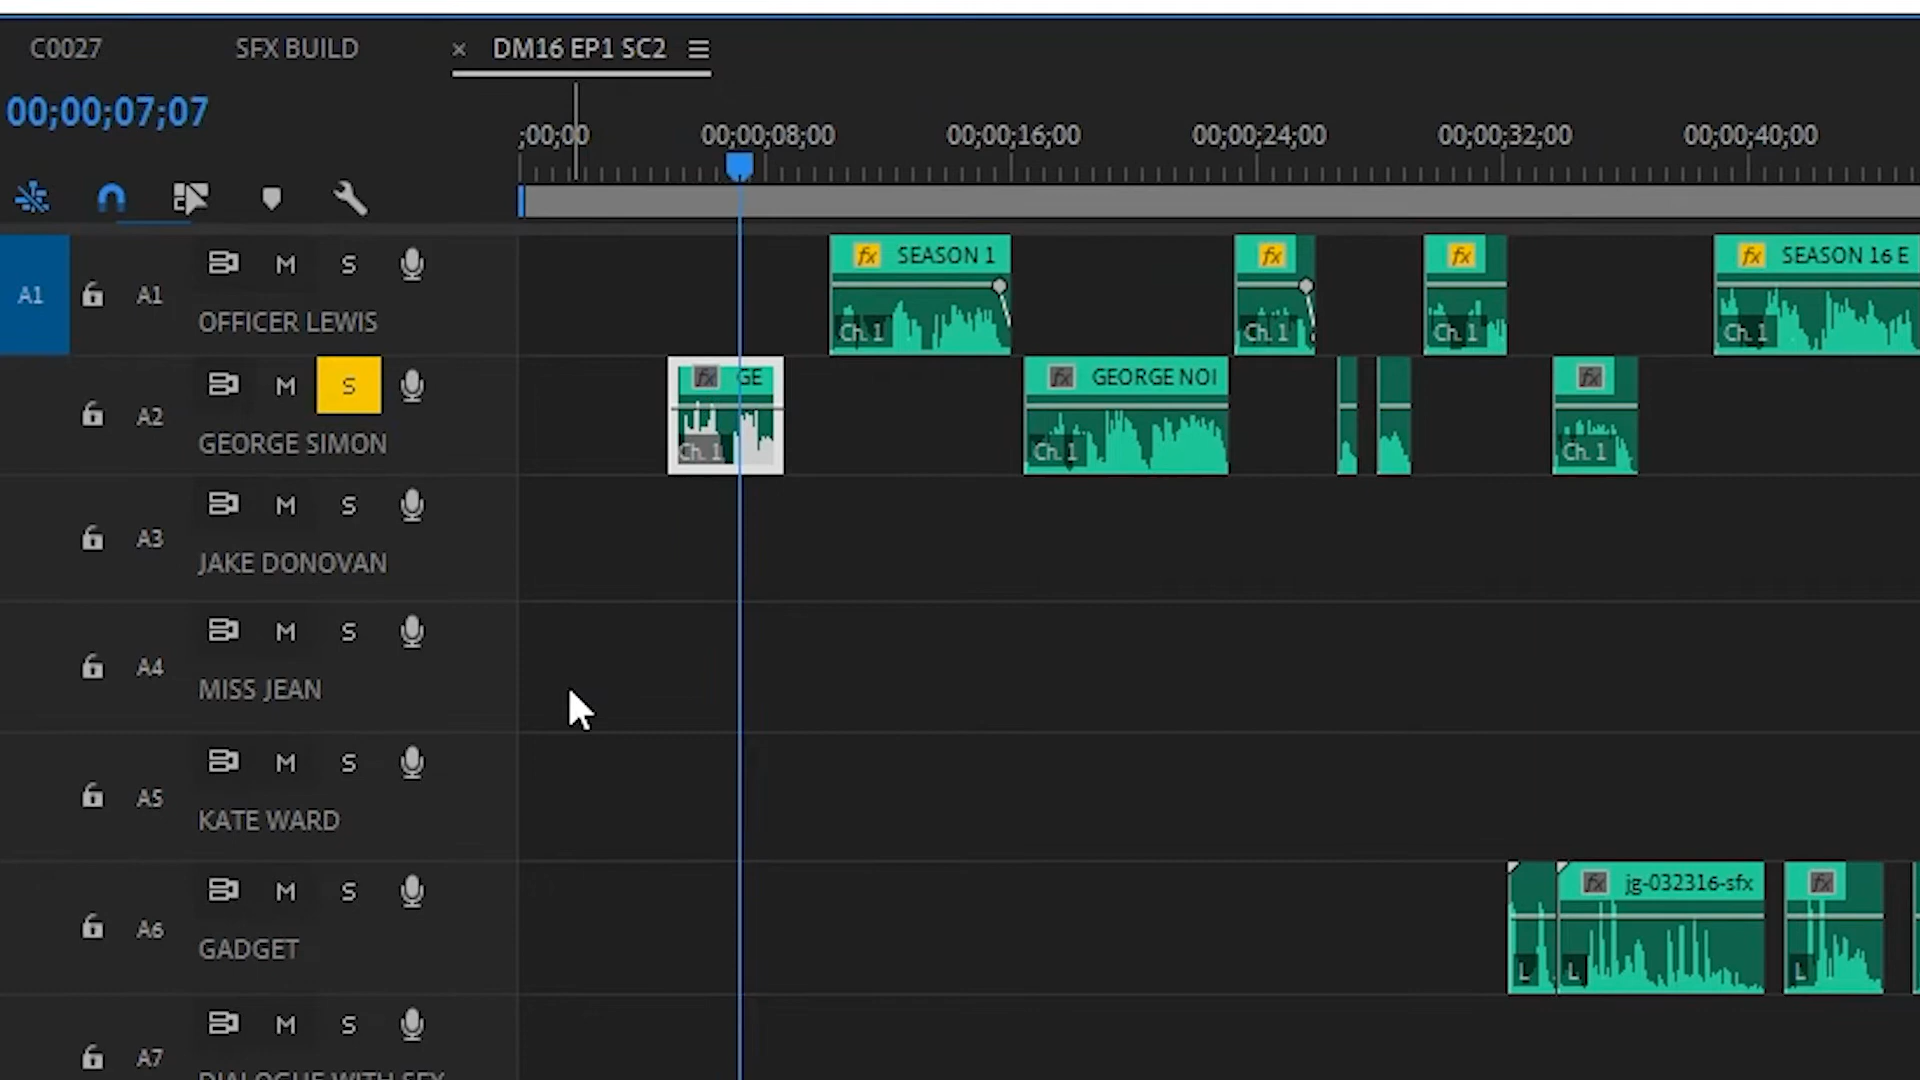 C0027 SFX BUILD × DM16 EP1 SC2
00;00;07;07
;00;00 00;00;08;00 00;00;16;00 00;00;24;00 00;00;32;00 00;00;40;00
A1 A1 M S
OFFICER LEWIS
fx SEASON 1 fx fx fx SEASON 16 E
Ch. 1 Ch. 1 Ch. 1 Ch. 1
A2 M S
GEORGE SIMON
fx GE fx GEORGE NOI fx
Ch. 1 Ch. 1 Ch. 1
A3 M S
JAKE DONOVAN
A4 M S
MISS JEAN
A5 M S
KATE WARD
A6 M S
GADGET
fx jg-032316-sfx fx
L L L
A7 M S
DIALOGUE WITH SFX